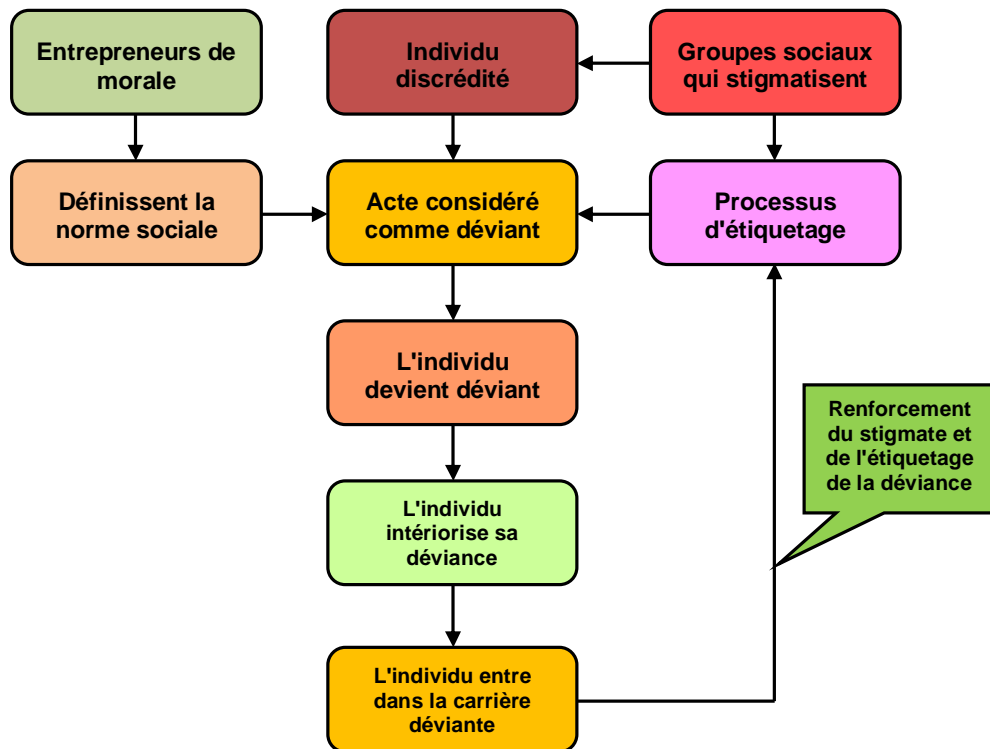 Entrepreneurs de
morale
Individu
discrédité
Groupes sociaux
qui stigmatisent
Définissent la
norme sociale
Acte considéré
comme déviant
Processus
d'étiquetage
L'individu
devient déviant
Renforcement
du stigmate et
de l'étiquetage
de la déviance
L'individu
intériorise sa
déviance
L'individu entre
dans la carrière
déviante